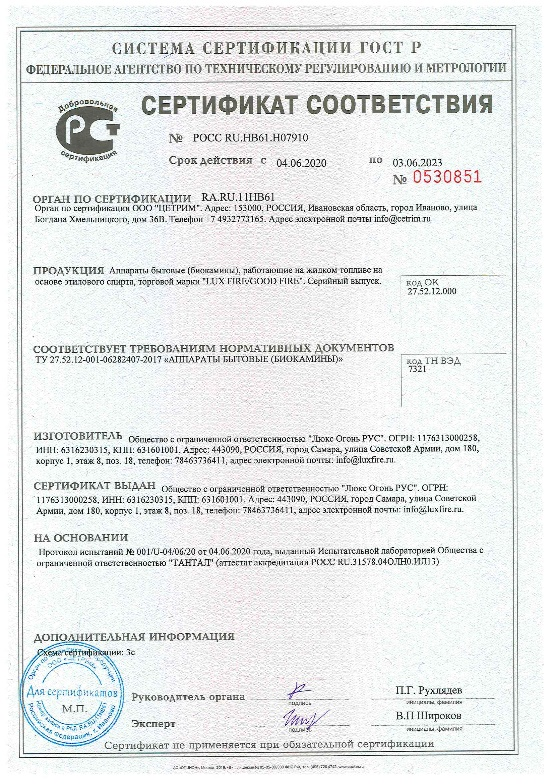 СИСТЕМА СЕРТИФИКАЦИИ ГОСТ Р
ФЕДЕРАЛЬНОЕ АГЕНТСТВО ПО ТЕХНИЧЕСКОМУ РЕГУЛИРОВАНИЮ И МЕТРОЛОГИИ
Добровольная
сертификация
СЕРТИФИКАТ СООТВЕТСТВИЯ
№ РОСС RU.НВ61.Н07910
Срок действия с 04.06.2020 по 03.06.2023
№ 0530851
ОРГАН ПО СЕРТИФИКАЦИИ RA.RU.11НВ61
Орган по сертификации ООО "ЦЕТРИМ". Адрес: 153000, РОССИЯ, Ивановская область, город Иваново, улица
Богдана Хмельницкого, дом 36В. Телефон +7 4932773165. Адрес электронной почты info@cetrim.ru
ПРОДУКЦИЯ Аппараты бытовые (биокамины), работающие на жидком топливе на
основе этилового спирта, торговой марки "LUX FIRE/GOOD FIRE". Серийный выпуск.
код ОК
27.52.12.000
СООТВЕТСТВУЕТ ТРЕБОВАНИЯМ НОРМАТИВНЫХ ДОКУМЕНТОВ
ТУ 27.52.12-001-06282407-2017 «АППАРАТЫ БЫТОВЫЕ (БИОКАМИНЫ)»
код ТН ВЭД
7321
ИЗГОТОВИТЕЛЬ Общество с ограниченной ответственностью "Люкс Огонь РУС". ОГРН: 1176313000258,
ИНН: 6316230315, КПП: 631601001. Адрес: 443090, РОССИЯ, город Самара, улица Советской Армии, дом 180,
корпус 1, этаж 8, поз. 18, телефон: 78463736411, адрес электронной почты: info@luxfire.ru.
СЕРТИФИКАТ ВЫДАН Общество с ограниченной ответственностью "Люкс Огонь РУС". ОГРН:
1176313000258, ИНН: 6316230315, КПП: 631601001. Адрес: 443090, РОССИЯ, город Самара, улица Советской
Армии, дом 180, корпус 1, этаж 8, поз. 18, телефон: 78463736411, адрес электронной почты: info@luxfire.ru.
НА ОСНОВАНИИ
Протокол испытаний № 001/U-04/06/20 от 04.06.2020 года, выданный Испытательной лабораторией Общества с
ограниченной ответственностью "ТАНТАЛ" (аттестат аккредитации РОСС RU.31578.04ОЛН0.ИЛ13)
ДОПОЛНИТЕЛЬНАЯ ИНФОРМАЦИЯ
Схема сертификации: 3с
Для сертификатов
М.П.
Руководитель органа
подпись
П.Г. Рухлядев
инициалы, фамилия
Эксперт
подпись
В.П Широков
инициалы, фамилия
Сертификат не применяется при обязательной сертификации